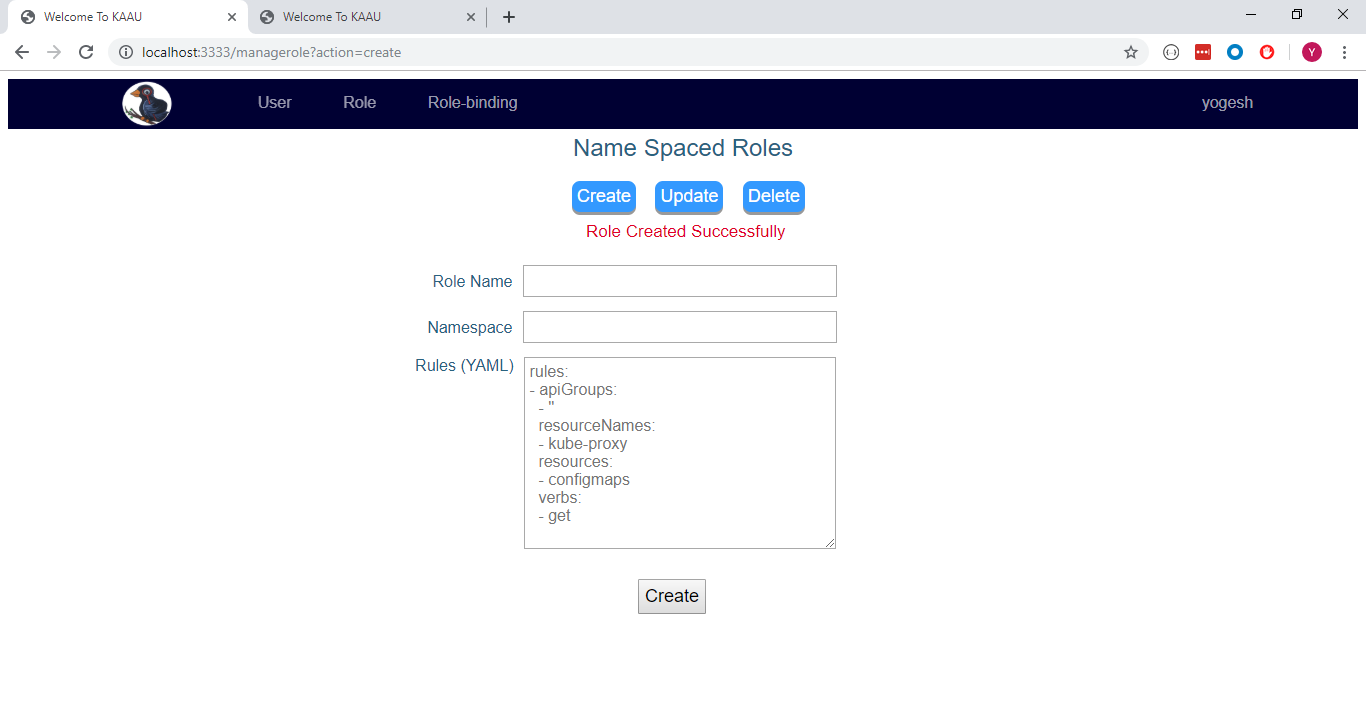 Welcome To KAAU
Welcome To KAAU
localhost:3333/managerole?action=create
Y
User Role Role-binding yogesh
Name Spaced Roles
Create Update Delete
Role Created Successfully
Role Name
Namespace
Rules (YAML)
rules:
- apiGroups:
- ''
resourceNames:
- kube-proxy
resources:
- configmaps
verbs:
- get
Create